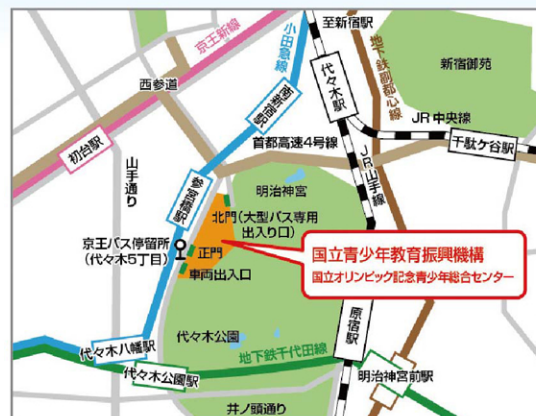 京王新線
小田急線
至新宿駅
地下鉄副都心線
新宿御苑
西参道
南新宿駅
代々木駅
JR中央線
千駄ケ谷駅
初台駅
首都高速4号線
山手通り
JR山手線
参宮橋駅
明治神宮
北門(大型バス専用
出入り口)
京王バス停留所
(代々木5丁目)
正門
車両出入口
国立青少年教育振興機構
国立オリンピック記念青少年総合センター
原宿駅
代々木公園
代々木八幡駅
地下鉄千代田線
代々木公園駅
明治神宮前駅
井ノ頭通り